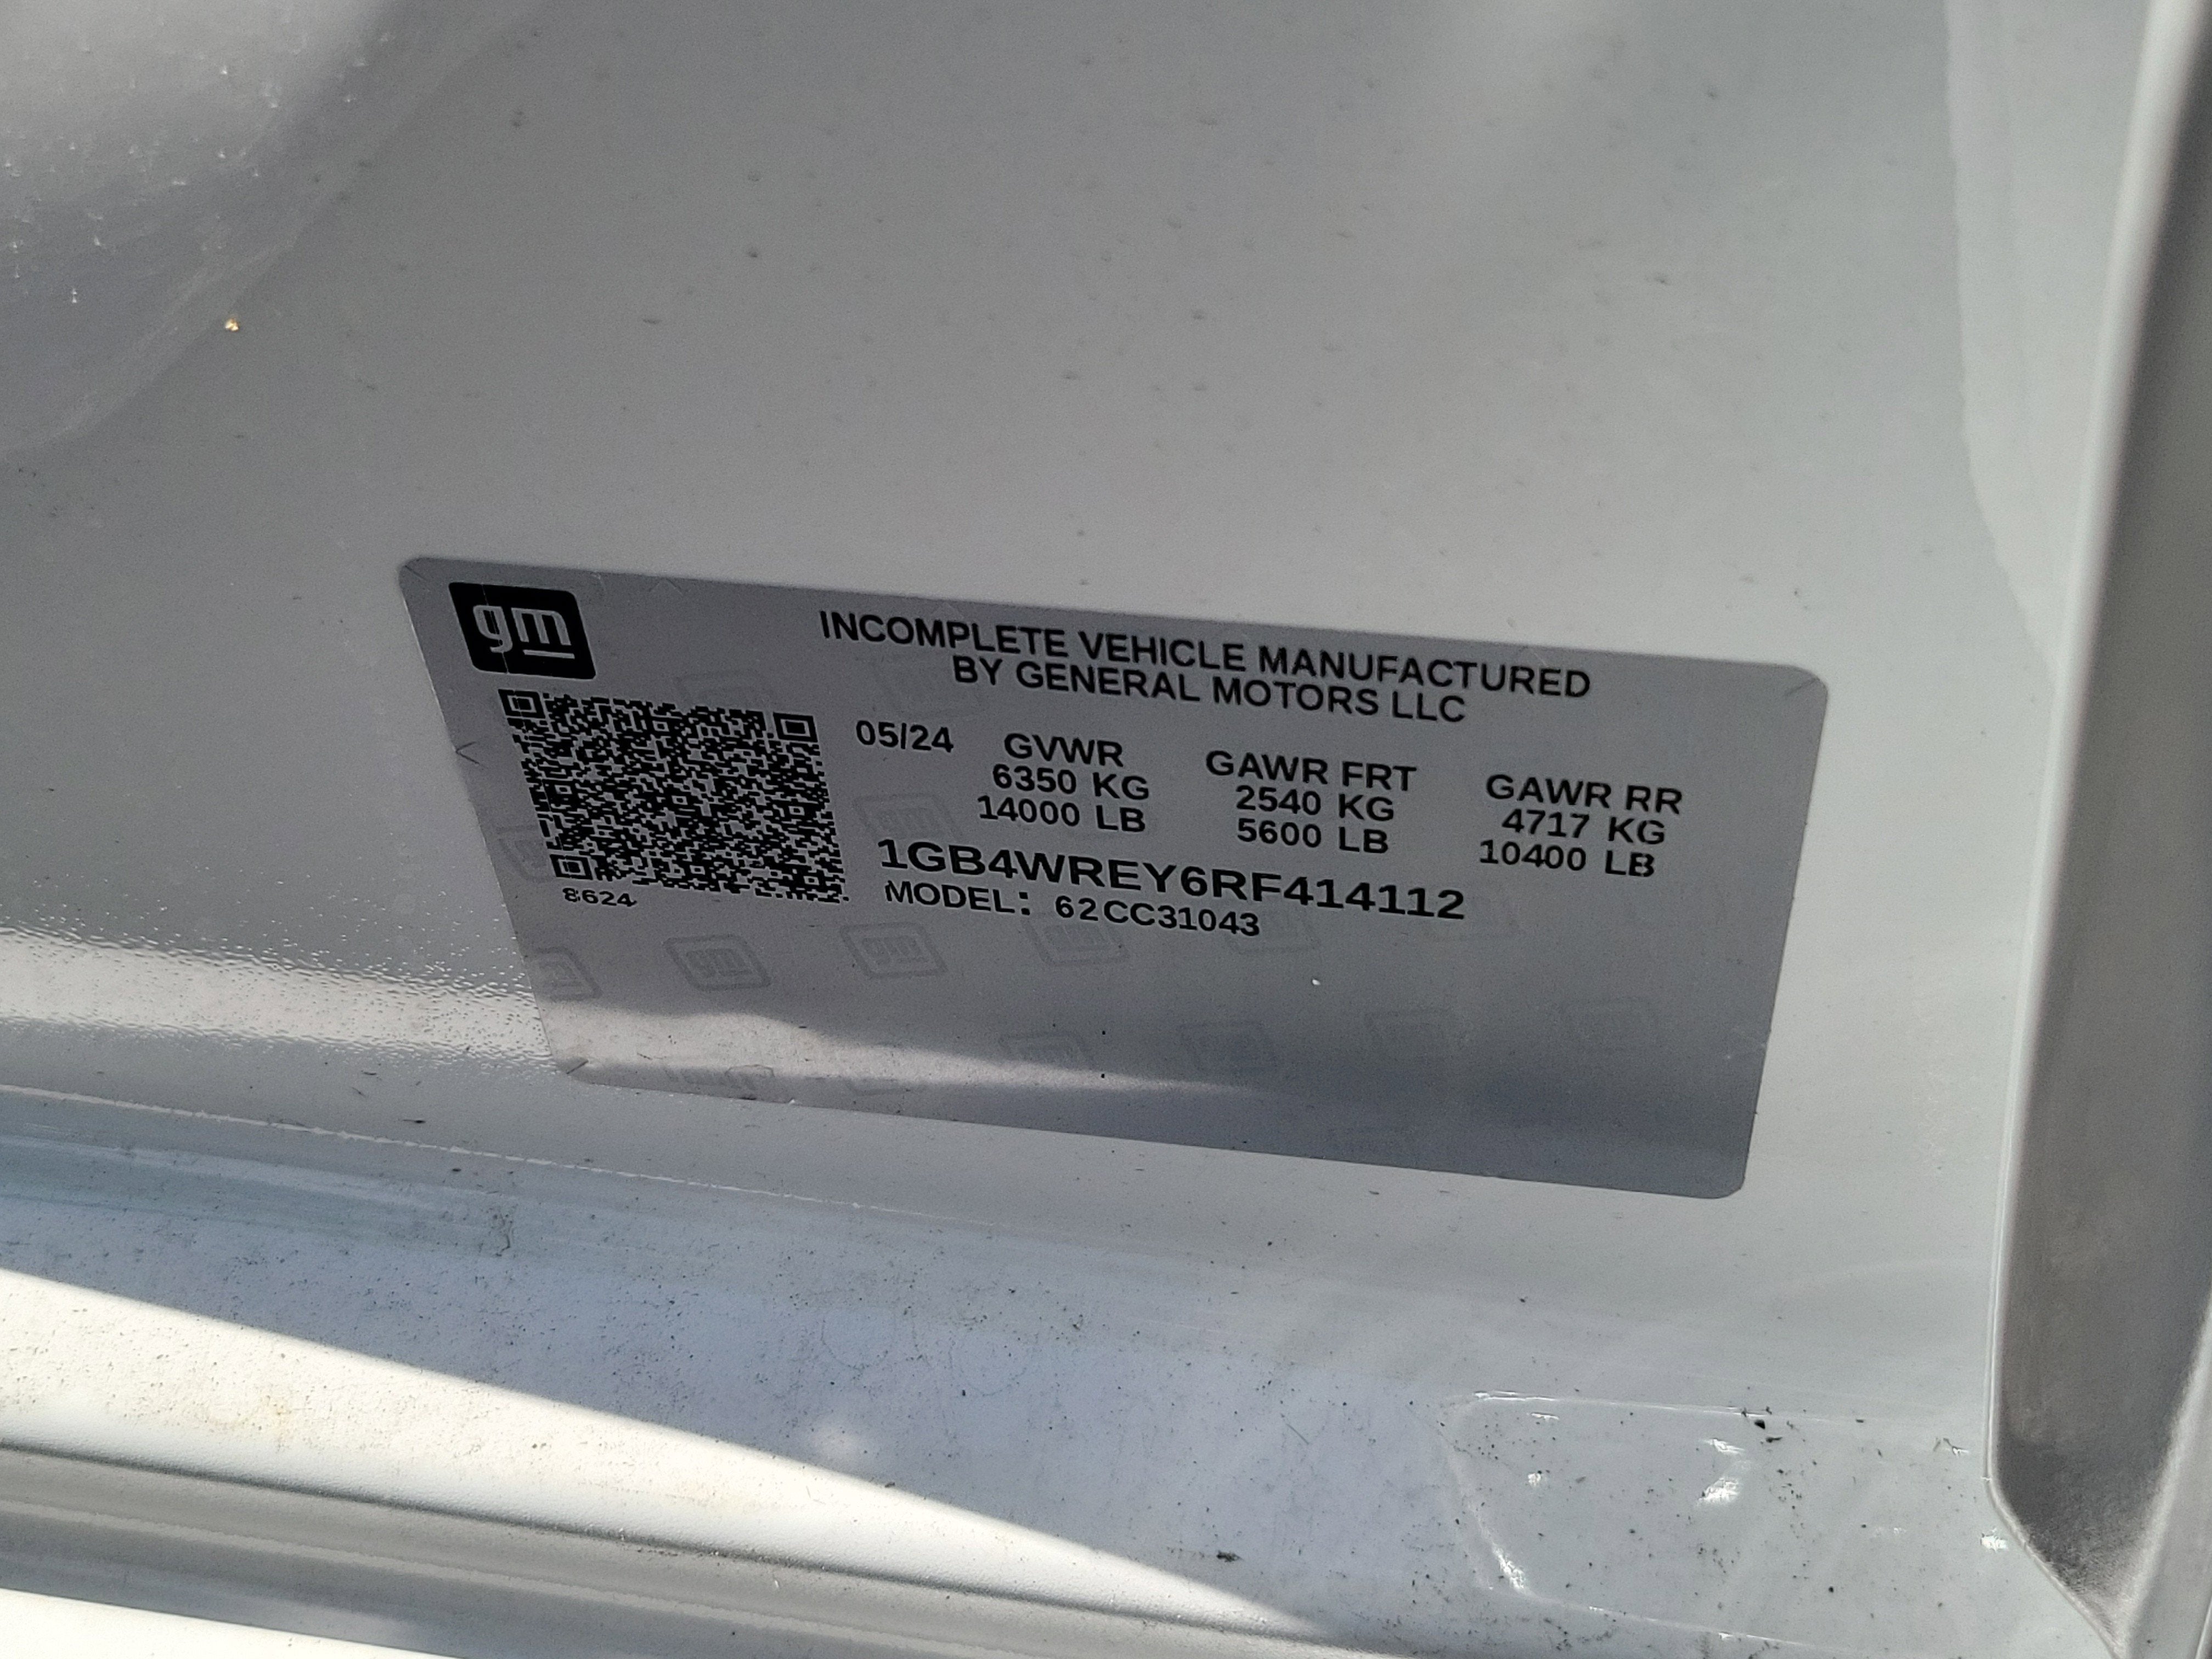 gm
INCOMPLETE VEHICLE MANUFACTURED
BY GENERAL MOTORS LLC
05/24 GVWR GAWR FRT GAWR RR
6350 KG 2540 KG 4717 KG
14000 LB 5600 LB 10400 LB
1GB4WREY6RF414112
MODEL: 62CC31043
8624